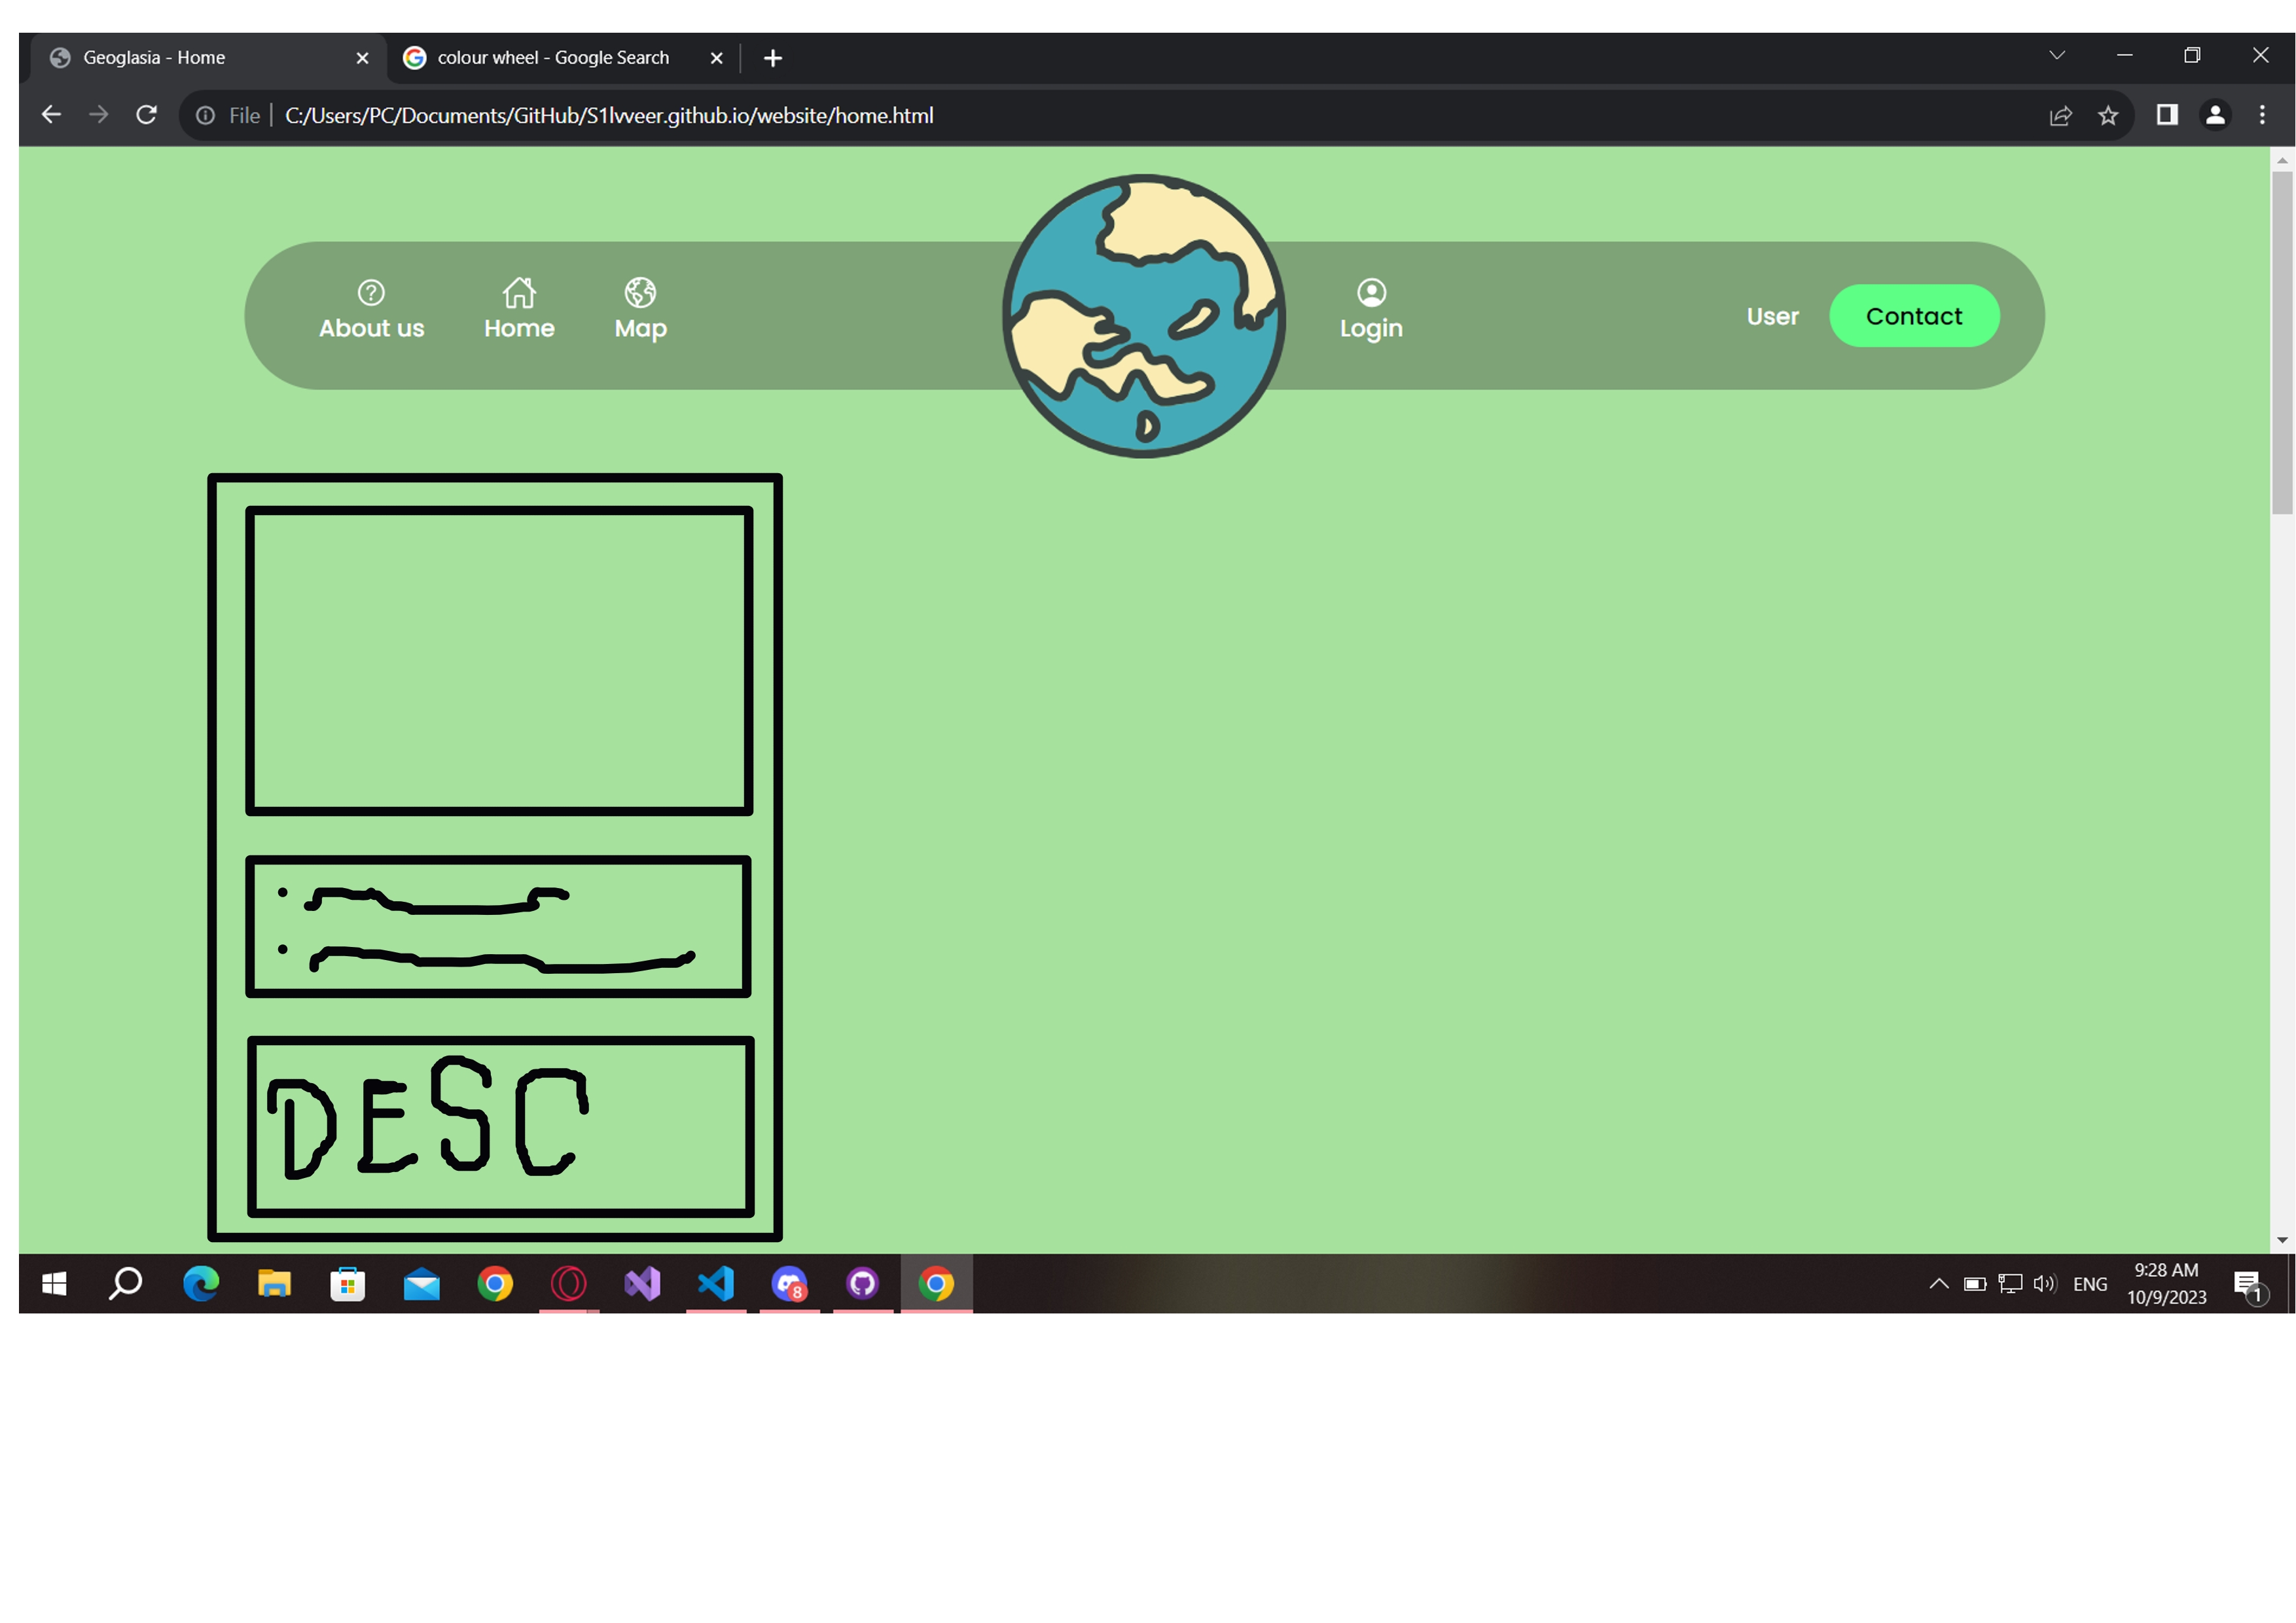 Geoglasia - Home
colour wheel - Google Search
File
C:/Users/PC/Documents/GitHub/S1lvveer.github.io/website/home.html
About us
Home
Map
Login
User
Contact
DESC
8
ENG
9:28 AM
10/9/2023
1